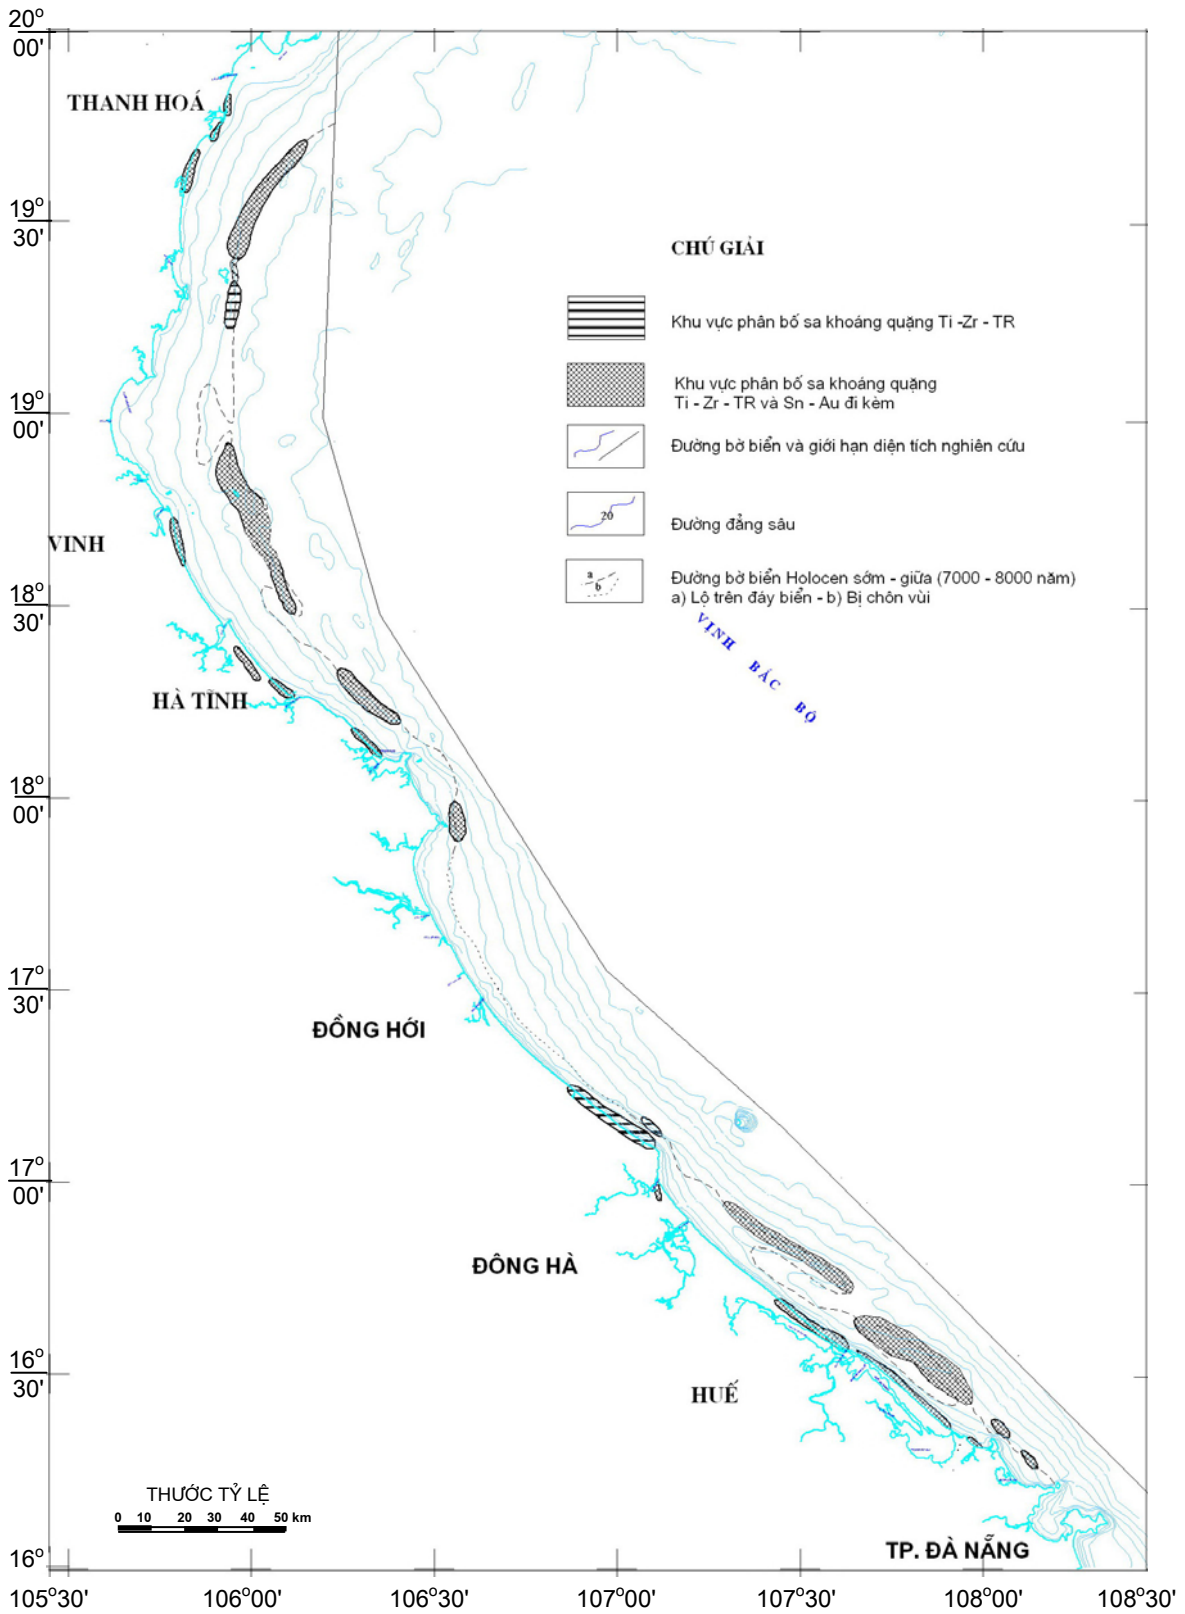 20°
00'
THANH HOÁ
19°
30'
CHÚ GIẢI
Khu vực phân bố sa khoáng quặng Ti -Zr - TR
Khu vực phân bố sa khoáng quặng
Ti - Zr - TR và Sn - Au đi kèm
19°
00'
Đường bờ biển và giới hạn diện tích nghiên cứu
20
Đường đẳng sâu
VINH
a
b
Đường bờ biển Holocen sớm - giữa (7000 - 8000 năm)
a) Lộ trên đáy biển - b) Bị chôn vùi
18°
30'
VỊNH BẮC BỘ
HÀ TĨNH
18°
00'
17°
30'
ĐỒNG HỚI
17°
00'
ĐÔNG HÀ
16°
30'
HUẾ
THƯỚC TỶ LỆ
0 10 20 30 40 50 km
TP. ĐÀ NẴNG
16°
105°30' 106°00' 106°30' 107°00' 107°30' 108°00' 108°30'